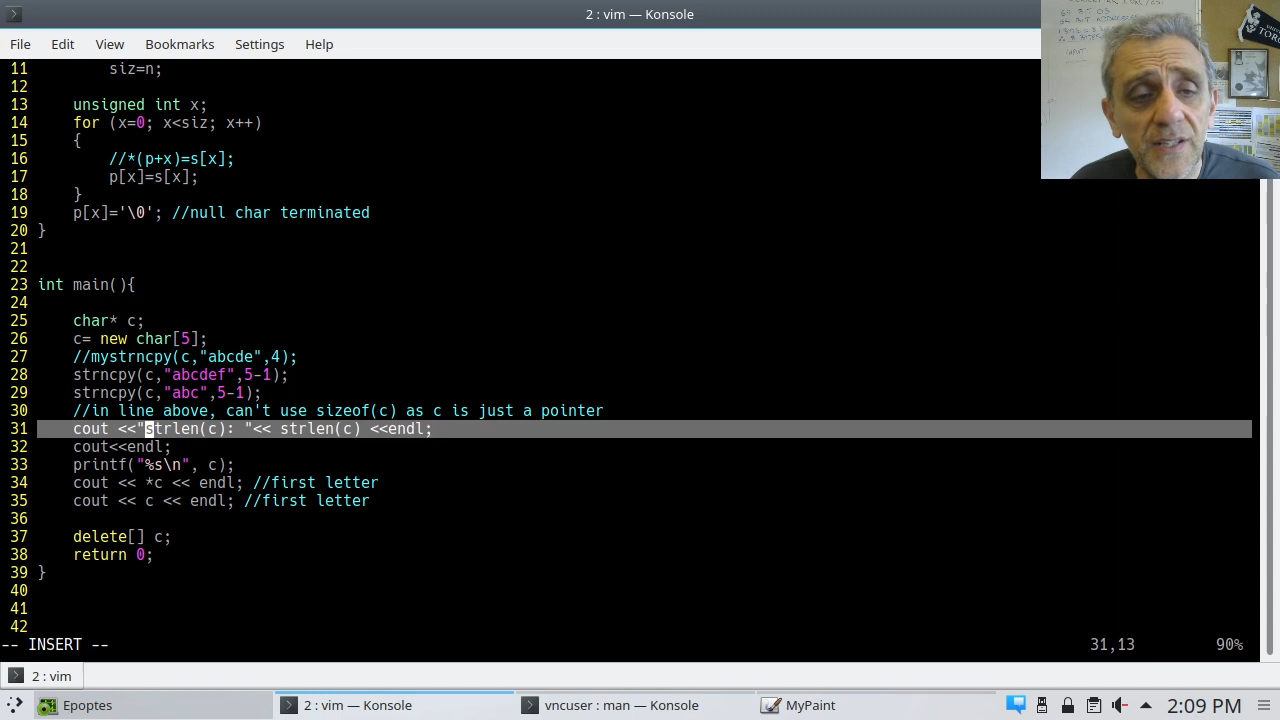 2 : vim — Konsole
File Edit View Bookmarks Settings Help
11 siz=n;
12
13 unsigned int x;
14 for (x=0; x<siz; x++)
15 {
16 //*(p+x)=s[x];
17 p[x]=s[x];
18 }
19 p[x]='\0'; //null char terminated
20 }
21
22
23 int main(){
24
25 char* c;
26 c= new char[5];
27 //mystrncpy(c,"abcde",4);
28 strncpy(c,"abcdef",5-1);
29 strncpy(c,"abc",5-1);
30 //in line above, can't use sizeof(c) as c is just a pointer
31 cout <<"strlen(c): "<< strlen(c) <<endl;
32 cout<<endl;
33 printf("%s\n", c);
34 cout << *c << endl; //first letter
35 cout << c << endl; //first letter
36
37 delete[] c;
38 return 0;
39 }
40
41
42
-- INSERT -- 31,13 90%
2 : vim
Epoptes 2 : vim — Konsole vncuser : man — Konsole MyPaint 2:09 PM